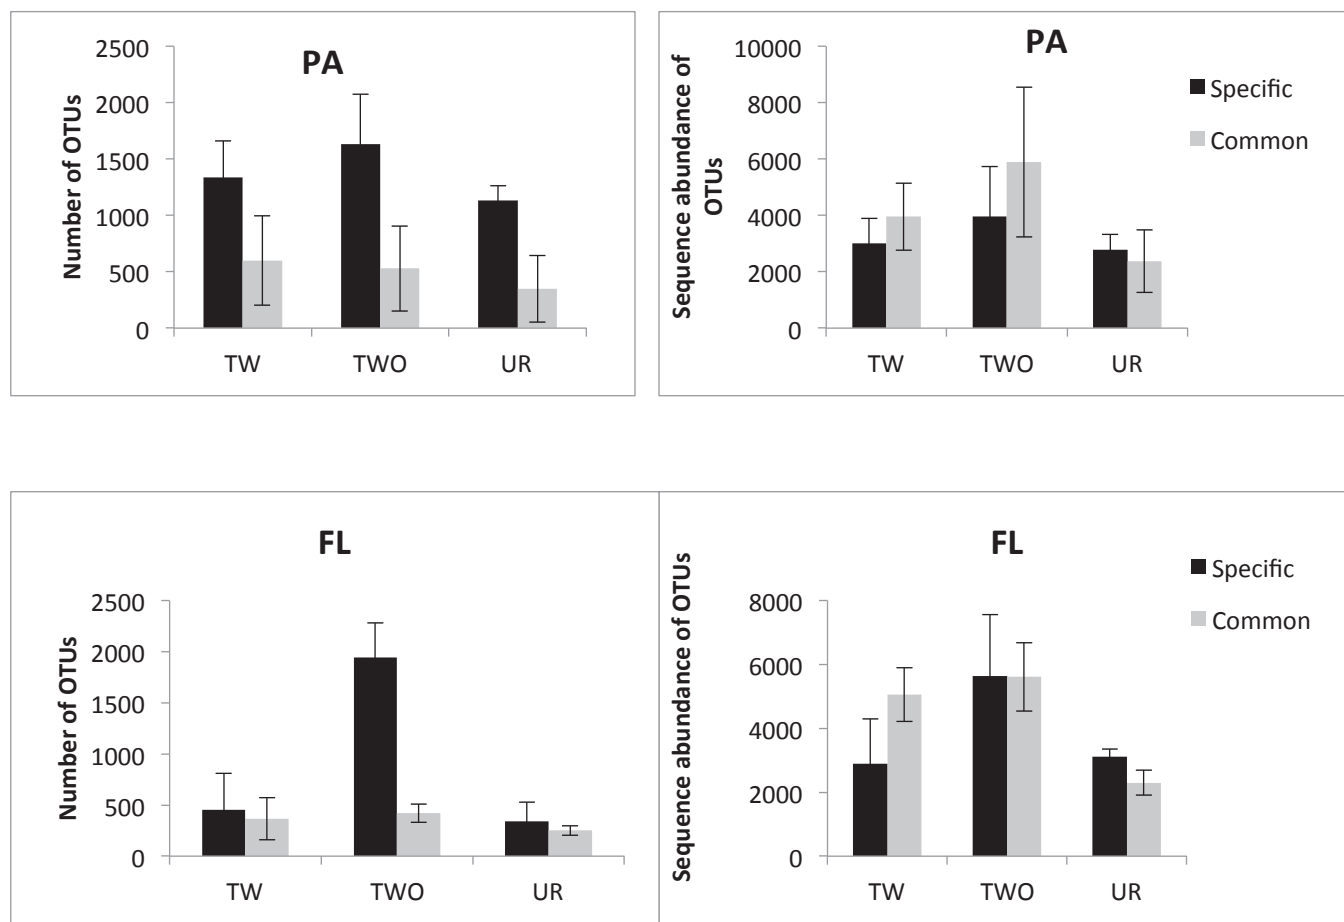 PA
Number of OTUs
2500
2000
1500
1000
500
0
TW TWO UR
PA
Sequence abundance of
OTUs
10000
8000
6000
4000
2000
0
TW TWO UR
Specific
Common
FL
Number of OTUs
2500
2000
1500
1000
500
0
TW TWO UR
FL
Sequence abundance of OTUs
8000
6000
4000
2000
0
TW TWO UR
Specific
Common